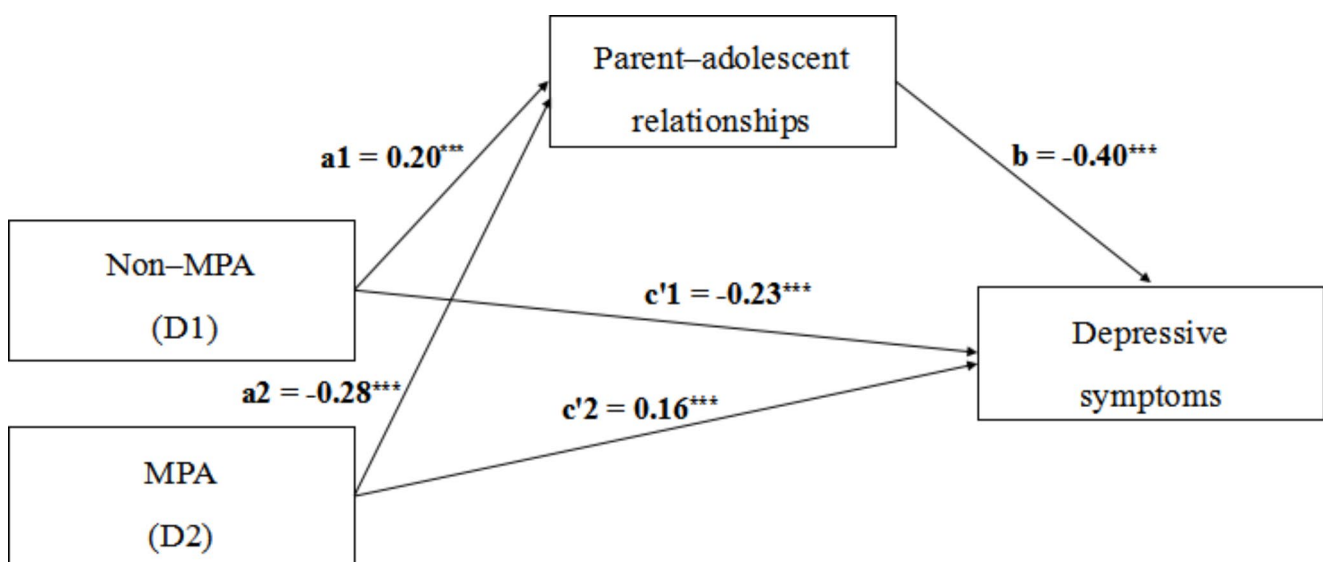 Parent–adolescent
relationships
a1 = 0.20***
b = -0.40***
Non–MPA
(D1)
c'1 = -0.23***
Depressive
symptoms
a2 = -0.28***
c'2 = 0.16***
MPA
(D2)